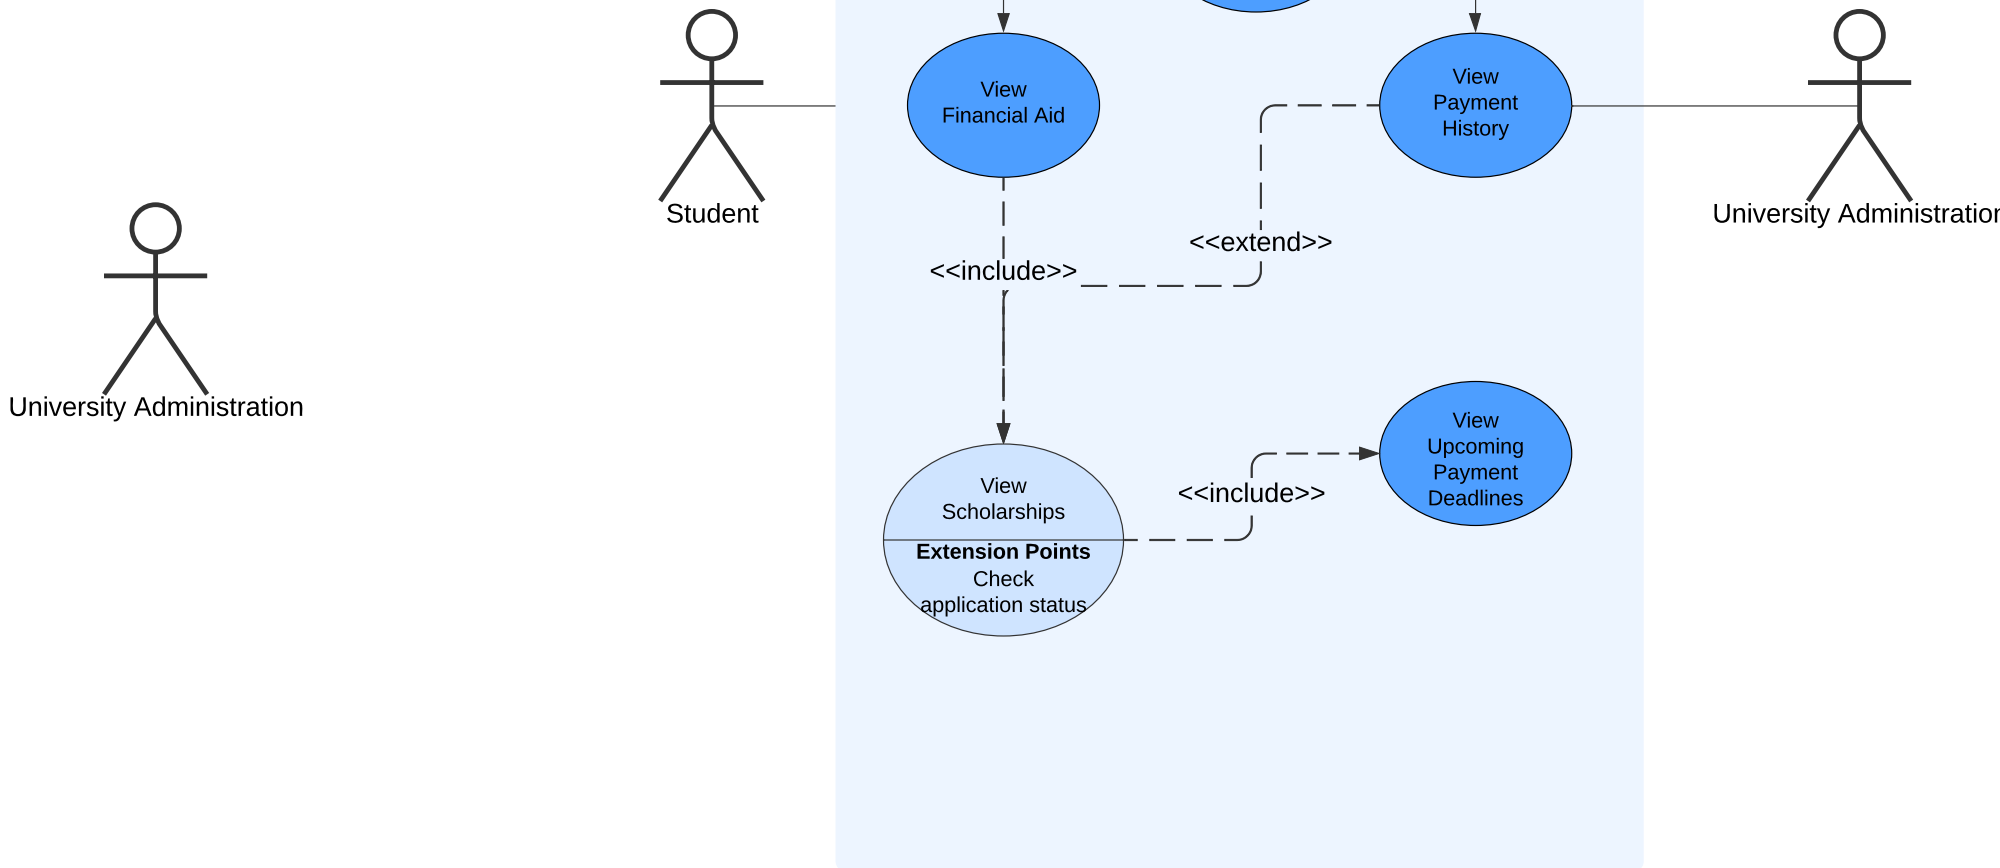 View
Financial Aid
View
Payment
History
Student
University Administration
<<extend>>
<<include>>
University Administration
View
Upcoming
Payment
Deadlines
View
Scholarships
<<include>>
Extension Points
Check
application status